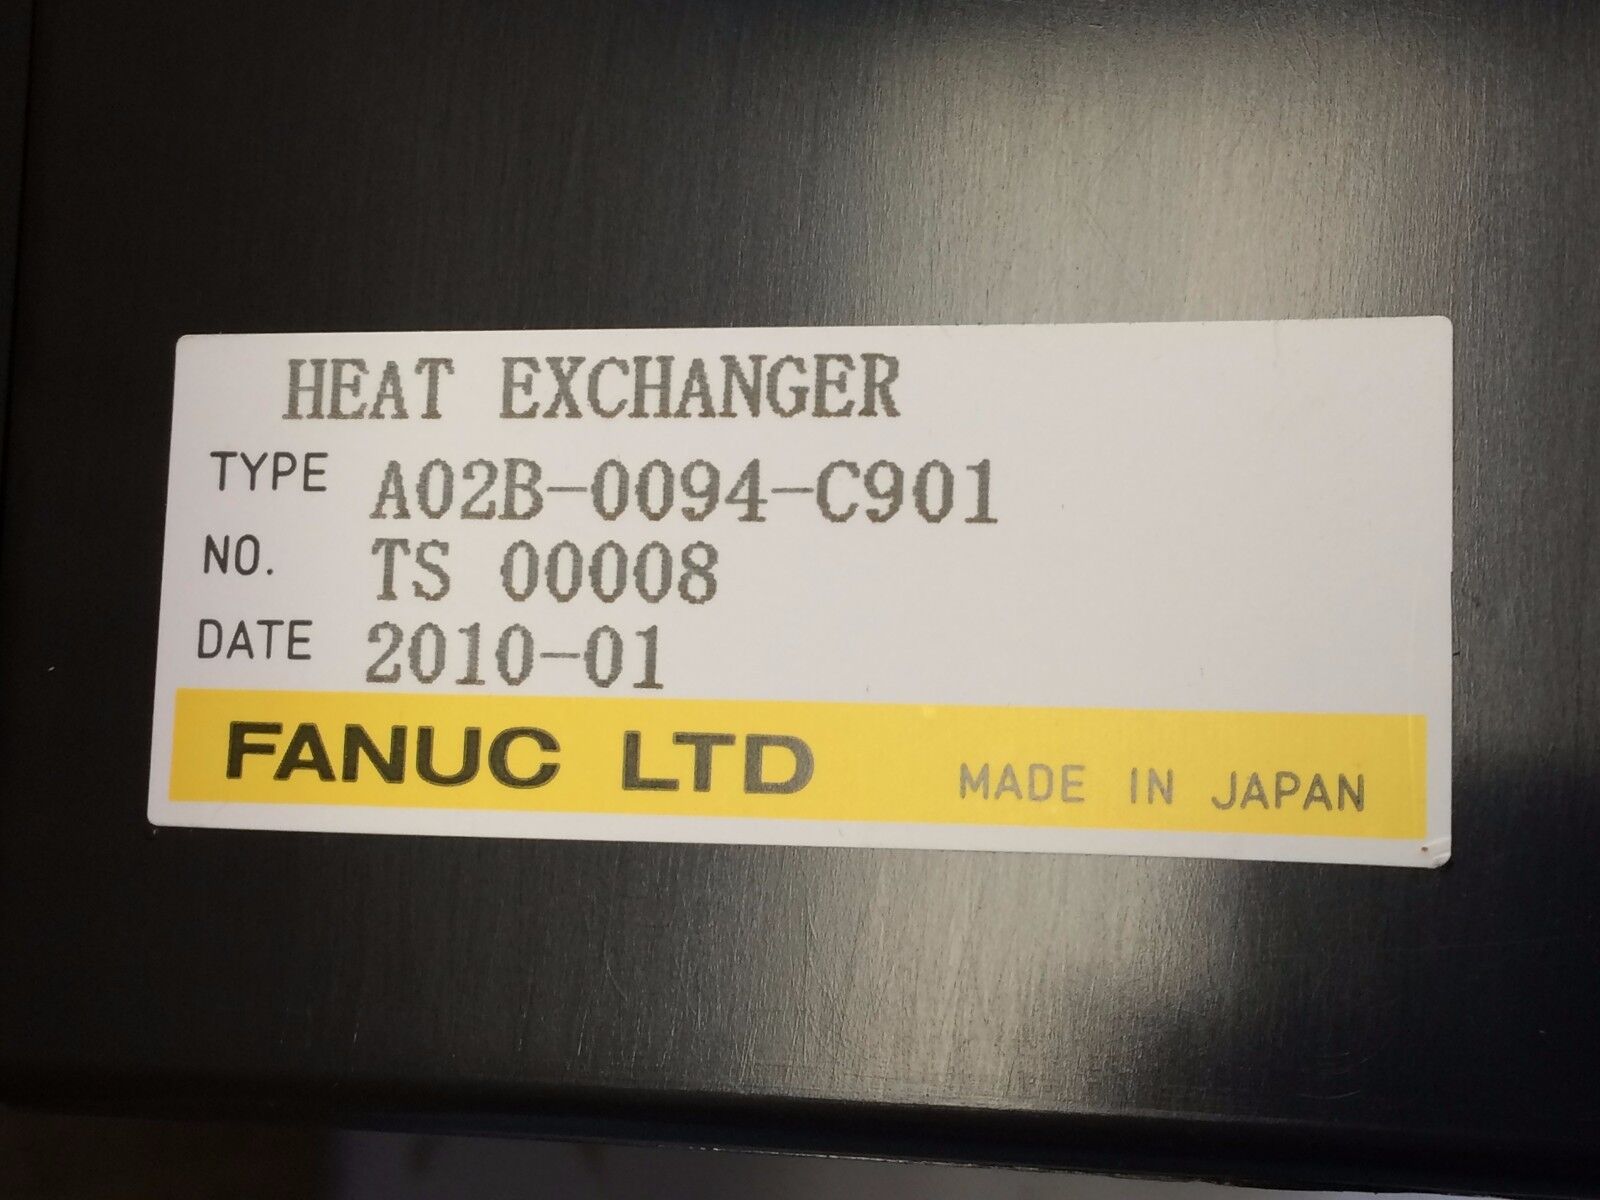 HEAT EXCHANGER
TYPE A02B-0094-C901
NO. TS 00008
DATE 2010-01
FANUC LTD MADE IN JAPAN